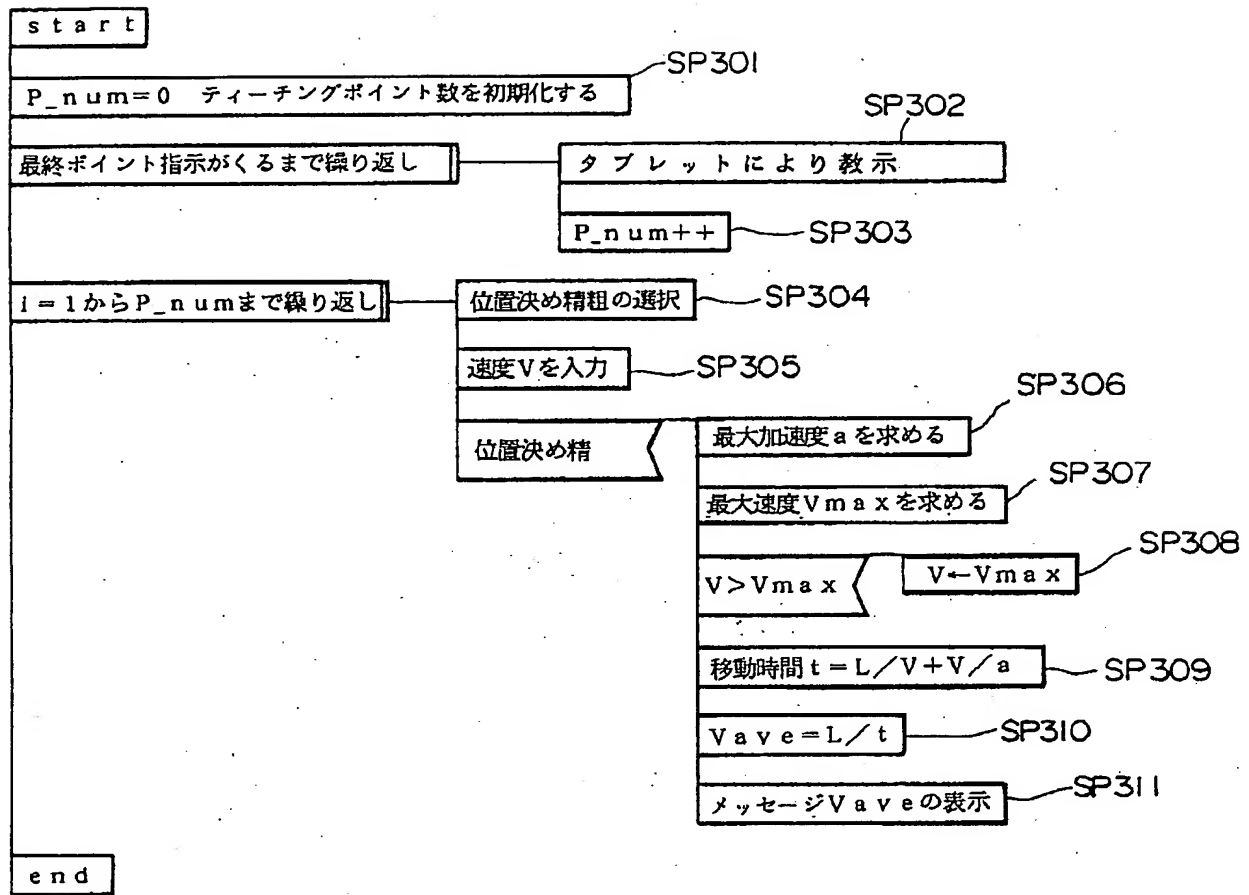 start
P_num=0 ティーチングポイント数を初期化する
SP301
最終ポイント指示がくるまで繰り返し
タブレットにより教示
SP302
P_num++
SP303
i=1からP_numまで繰り返し
位置決め精粗の選択
SP304
速度Vを入力
SP305
位置決め精
最大加速度aを求める
SP306
最大速度Vmaxを求める
SP307
V>Vmax
V←Vmax
SP308
移動時間t=L/V+V/a
SP309
Vave=L/t
SP310
メッセージVaveの表示
SP311
end